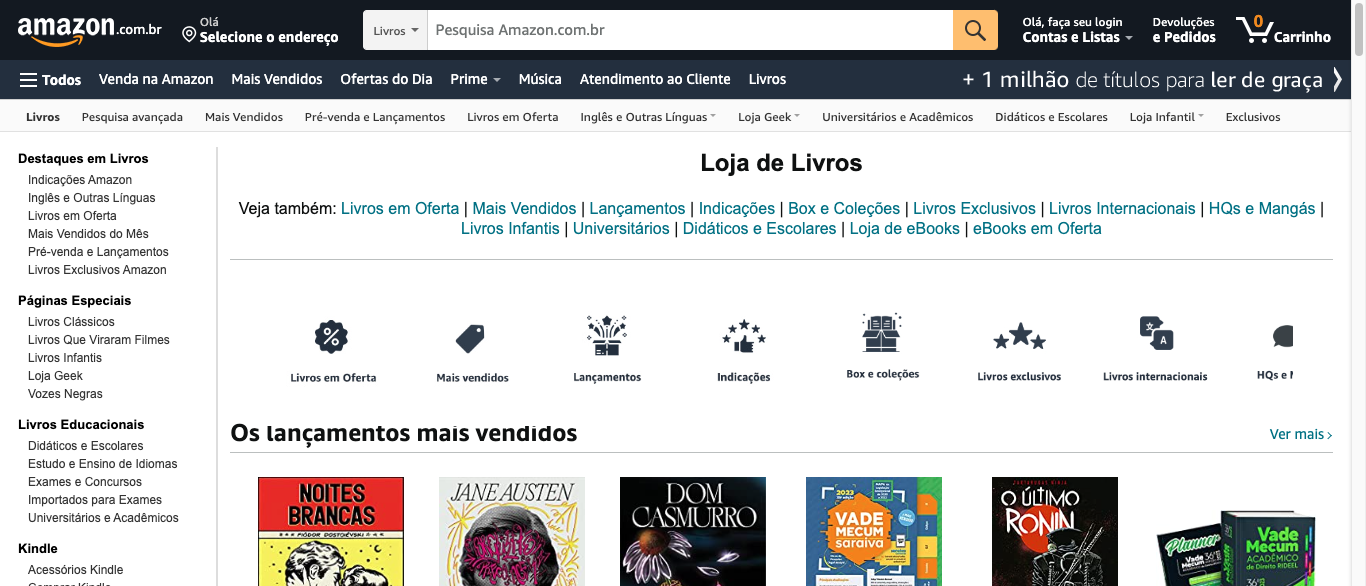 amazon.com.br
Olá
Selecione o endereço
Livros
Pesquisa Amazon.com.br
Olá, faça seu login
Contas e Listas
Devoluções
e Pedidos
0
Carrinho
Todos
Venda na Amazon
Mais Vendidos
Ofertas do Dia
Prime
Música
Atendimento ao Cliente
Livros
+ 1 milhão de títulos para ler de graça
Livros
Pesquisa avançada
Mais Vendidos
Pré-venda e Lançamentos
Livros em Oferta
Inglês e Outras Línguas
Loja Geek
Universitários e Acadêmicos
Didáticos e Escolares
Loja Infantil
Exclusivos
Destaques em Livros
Indicações Amazon
Inglês e Outras Línguas
Livros em Oferta
Mais Vendidos do Mês
Pré-venda e Lançamentos
Livros Exclusivos Amazon
Páginas Especiais
Livros Clássicos
Livros Que Viraram Filmes
Livros Infantis
Loja Geek
Vozes Negras
Livros Educacionais
Didáticos e Escolares
Estudo e Ensino de Idiomas
Exames e Concursos
Importados para Exames
Universitários e Acadêmicos
Kindle
Acessórios Kindle
Loja de Livros
Veja também: Livros em Oferta | Mais Vendidos | Lançamentos | Indicações | Box e Coleções | Livros Exclusivos | Livros Internacionais | HQs e Mangás |
Livros Infantis | Universitários | Didáticos e Escolares | Loja de eBooks | eBooks em Oferta
Livros em Oferta
Mais vendidos
Lançamentos
Indicações
Box e coleções
Livros exclusivos
Livros internacionais
HQs e
Os lançamentos mais vendidos
Ver mais ›
NOITES
BRANCAS
FIÓDOR DOSTOIÉVSKI
JANE AUSTEN
DOM
CASMURRO
2023
VADE
MECUM
saraiva
O ÚLTIMO
RONIN
Planner
Vade
Mecum
ACADÊMICO
de Direito RIDEEL
36ª